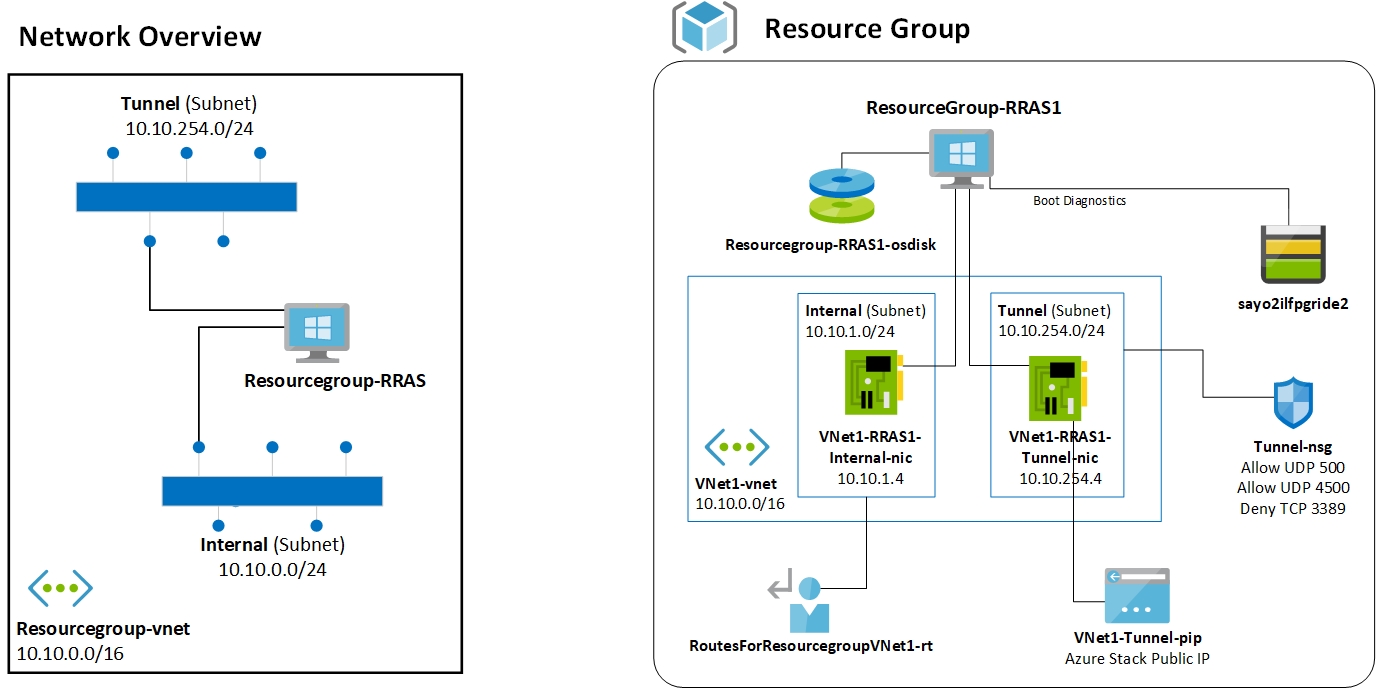 Network Overview
Tunnel (Subnet)
10.10.254.0/24
Resourcegroup-RRAS
Internal (Subnet)
10.10.0.0/24
Resourcegroup-vnet
10.10.0.0/16
Resource Group
ResourceGroup-RRAS1
Boot Diagnostics
Resourcegroup-RRAS1-osdisk
sayo2ilfpgride2
Internal (Subnet)
10.10.1.0/24
VNet1-RRAS1-
Internal-nic
10.10.1.4
Tunnel (Subnet)
10.10.254.0/24
VNet1-RRAS1-
Tunnel-nic
10.10.254.4
VNet1-vnet
10.10.0.0/16
Tunnel-nsg
Allow UDP 500
Allow UDP 4500
Deny TCP 3389
RoutesForResourcegroupVNet1-rt
VNet1-Tunnel-pip
Azure Stack Public IP